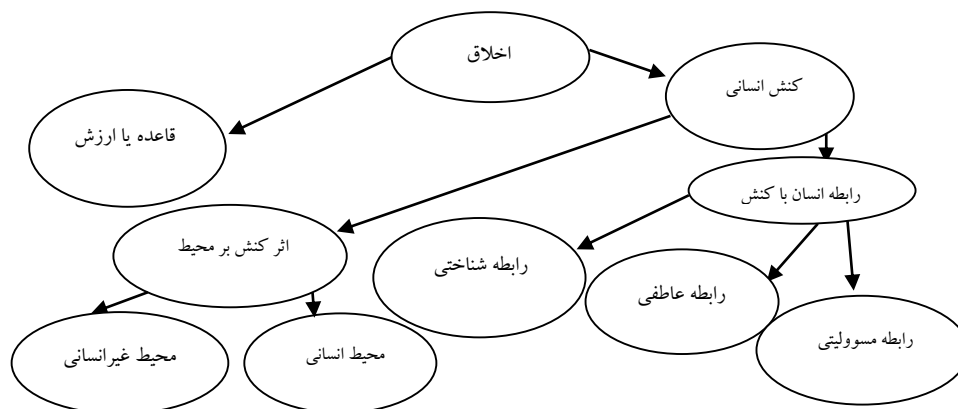 اخلاق
کنش انسانی
قاعده یا ارزش
رابطه انسان با کنش
اثر کنش بر محیط
رابطه شناختی
رابطه عاطفی
رابطه مسوولیتی
محیط انسانی
محیط غیرانسانی